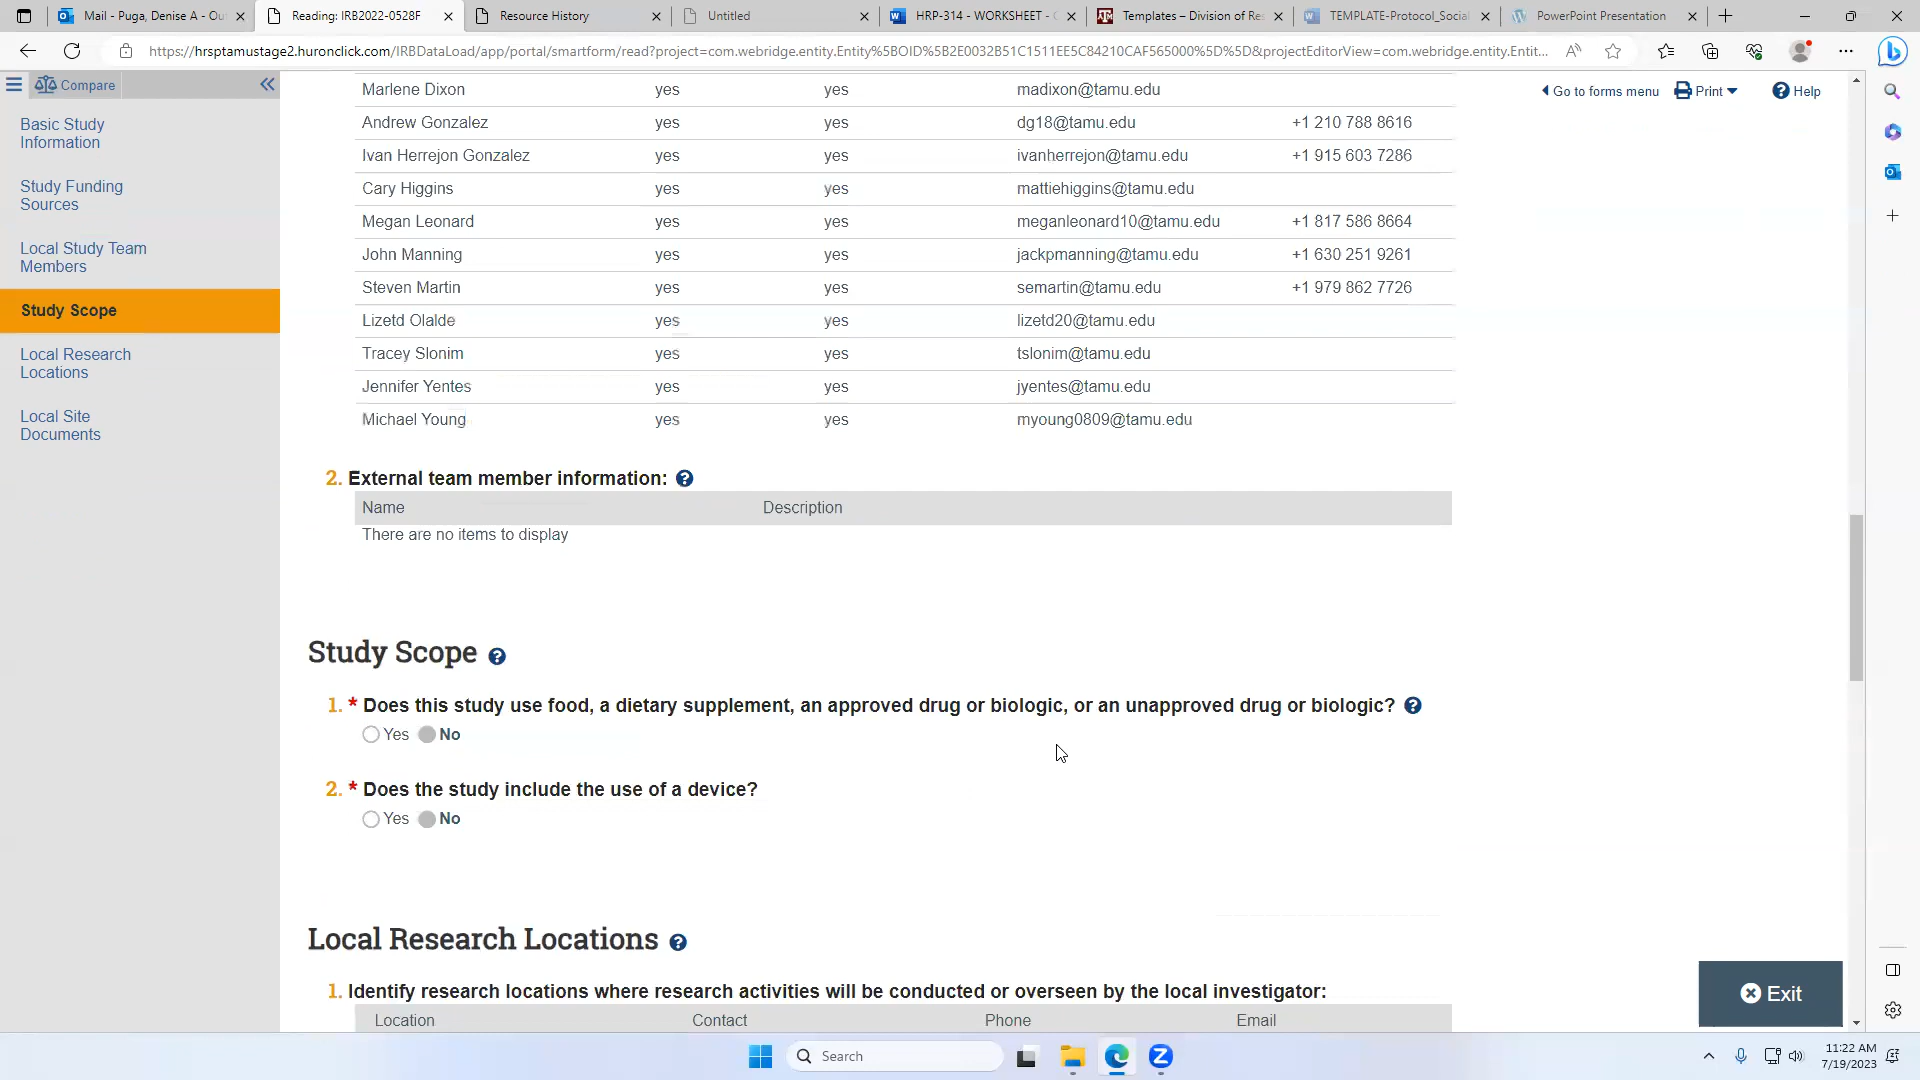 Mail - Puga, Denise A - Ou
Reading: IRB2022-0528F
Resource History
Untitled
HRP-314 - WORKSHEET - C
Templates – Division of Re
TEMPLATE-Protocol_Social
PowerPoint Presentation
https://hrsptamustage2.huronclick.com/IRBDataLoad/app/portal/smartform/read?project=com.webridge.entity.Entity%5BOID%5B2E0032B51C1511EE5C84210CAF565000%5D%5D&projectEditorView=com.webridge.entity.Entit...
Compare
Go to forms menu Print Help
Basic Study
Information
Study Funding
Sources
Local Study Team
Members
Study Scope
Local Research
Locations
Local Site
Documents
Marlene Dixon yes yes madixon@tamu.edu
Andrew Gonzalez yes yes dg18@tamu.edu +1 210 788 8616
Ivan Herrejon Gonzalez yes yes ivanherrejon@tamu.edu +1 915 603 7286
Cary Higgins yes yes mattiehiggins@tamu.edu
Megan Leonard yes yes meganleonard10@tamu.edu +1 817 586 8664
John Manning yes yes jackpmanning@tamu.edu +1 630 251 9261
Steven Martin yes yes semartin@tamu.edu +1 979 862 7726
Lizetd Olalde yes yes lizetd20@tamu.edu
Tracey Slonim yes yes tslonim@tamu.edu
Jennifer Yentes yes yes jyentes@tamu.edu
Michael Young yes yes myoung0809@tamu.edu
2. External team member information:
Name Description
There are no items to display
Study Scope
1. * Does this study use food, a dietary supplement, an approved drug or biologic, or an unapproved drug or biologic?
Yes No
2. * Does the study include the use of a device?
Yes No
Local Research Locations
1. Identify research locations where research activities will be conducted or overseen by the local investigator:
Location Contact Phone Email
Exit
Search
11:22 AM
7/19/2023